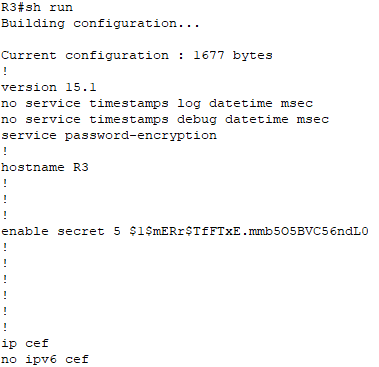 R3#sh run
Building configuration...
Current configuration : 1677 bytes
!
version 15.1
no service timestamps log datetime msec
no service timestamps debug datetime msec
service password-encryption
!
hostname R3
!
!
!
enable secret 5 $1$mERr$TfFTxE.mmb5O5BVC56ndL0
!
!
!
!
!
!
ip cef
no ipv6 cef